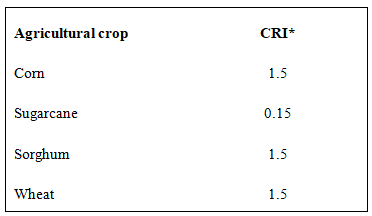 Agricultural crop CRI*
Corn 1.5
Sugarcane 0.15
Sorghum 1.5
Wheat 1.5